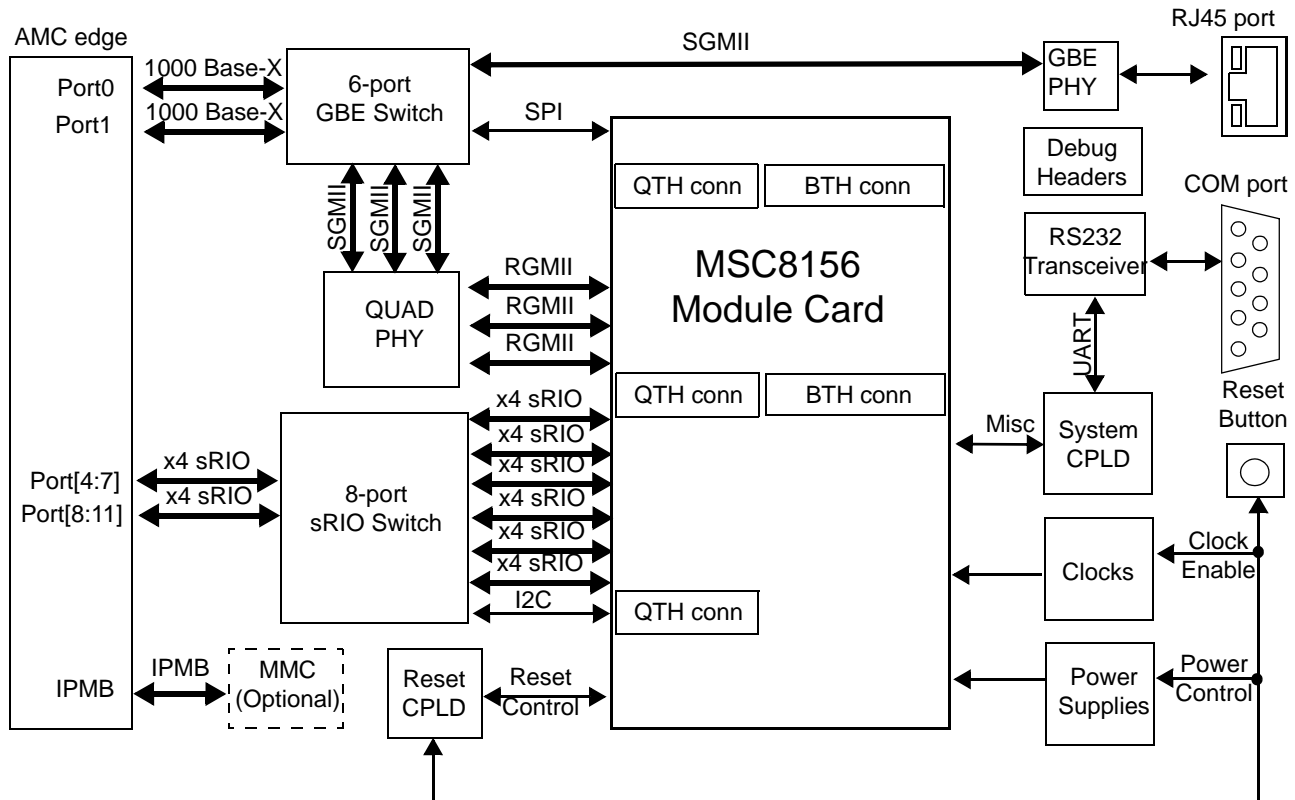 AMC edge
Port0
Port1
Port[4:7]
Port[8:11]
IPMB
1000 Base-X
1000 Base-X
6-port
GBE Switch
SGMII
SPI
SGMII
SGMII
SGMII
QUAD
PHY
RGMII
RGMII
RGMII
x4 sRIO
x4 sRIO
8-port
sRIO Switch
x4 sRIO
x4 sRIO
x4 sRIO
x4 sRIO
x4 sRIO
x4 sRIO
I2C
IPMB
MMC
(Optional)
Reset
CPLD
Reset
Control
QTH conn
BTH conn
MSC8156
Module Card
QTH conn
BTH conn
QTH conn
GBE
PHY
RJ45 port
Debug
Headers
COM port
RS232
Transceiver
UART
Misc
System
CPLD
Reset
Button
Clocks
Clock
Enable
Power
Supplies
Power
Control